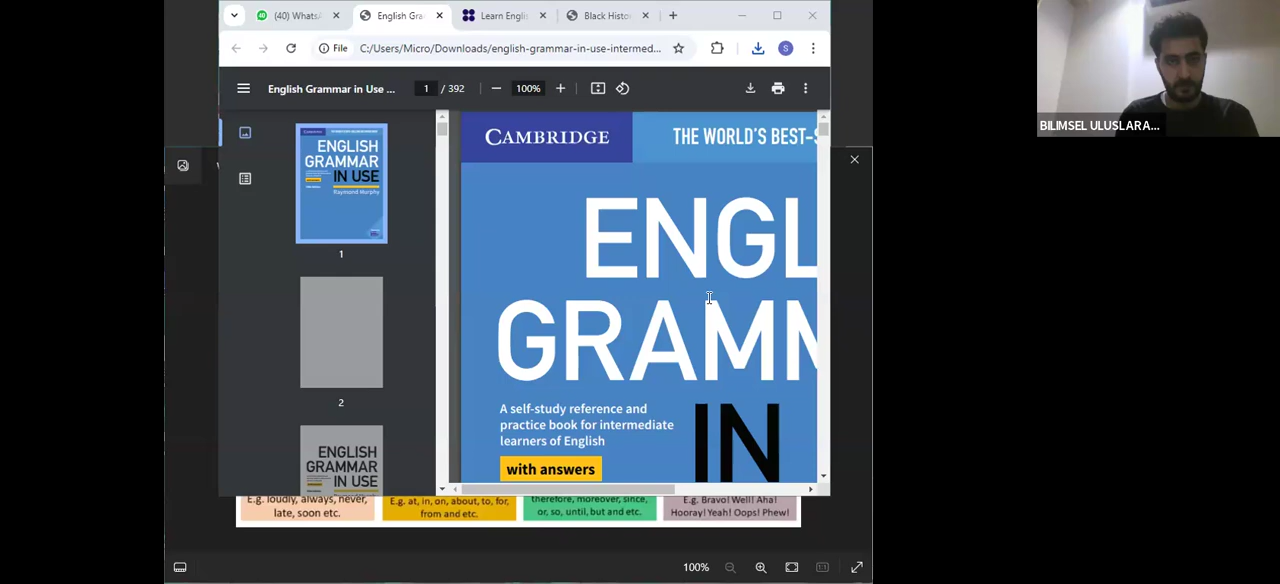 (40) WhatsA
English Gra
Learn Englis
Black Histor
File
C:/Users/Micro/Downloads/english-grammar-in-use-intermed...
S
English Grammar in Use ...
1 / 392
100%
CAMBRIDGE
THE WORLD'S BEST-S
ENGLISH
GRAMMAR
IN USE
Raymond Murphy
1
2
ENGLISH
GRAMMAR
IN USE
ENGL
GRAMM
IN
A self-study reference and
practice book for intermediate
learners of English
with answers
E.g. loudly, always, never,
late, soon etc.
E.g. at, in, on, about, to, for,
from and etc.
therefore, moreover, since,
or, so, until, but and etc.
E.g. Bravo! Well! Aha!
Hooray! Yeah! Oops! Phew!
100%
BILIMSEL ULUSLARA...